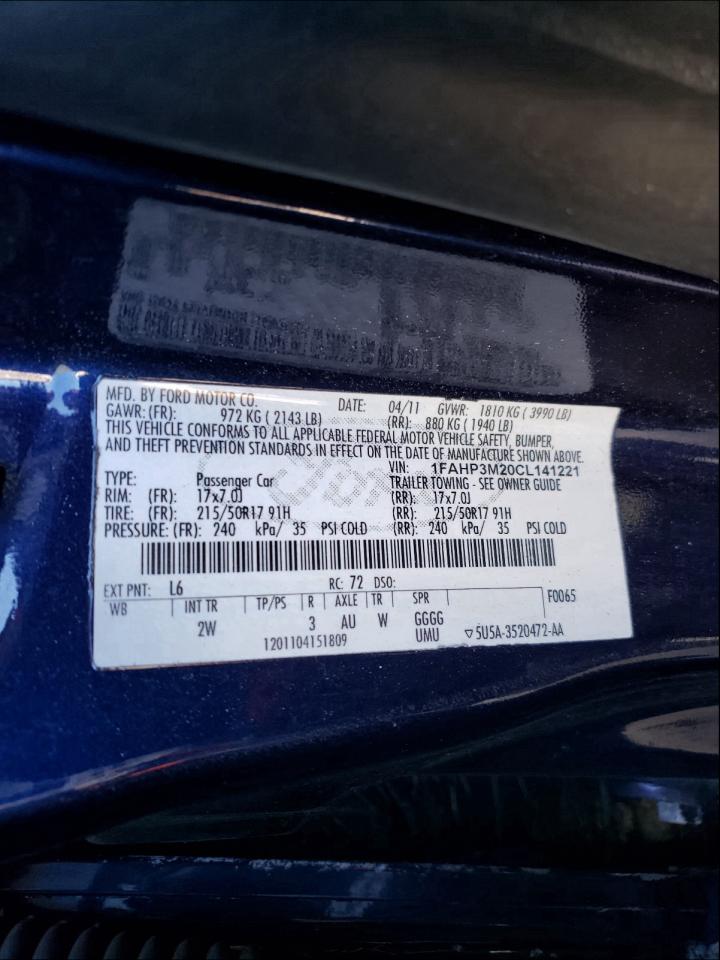 MFD. BY FORD MOTOR CO. DATE: 04/11 GVWR: 1810 KG ( 3990 LB)
GAWR: (FR): 972 KG ( 2143 LB) (RR): 880 KG ( 1940 LB)
THIS VEHICLE CONFORMS TO ALL APPLICABLE FEDERAL MOTOR VEHICLE SAFETY, BUMPER,
AND THEFT PREVENTION STANDARDS IN EFFECT ON THE DATE OF MANUFACTURE SHOWN ABOVE.
VIN: 1FAHP3M20CL141221
TYPE: Passenger Car TRAILER TOWING - SEE OWNER GUIDE
RIM: (FR): 17x7.0J (RR): 17x7.0J
TIRE: (FR): 215/50R17 91H (RR): 215/50R17 91H
PRESSURE: (FR): 240 kPa/ 35 PSI COLD (RR): 240 kPa/ 35 PSI COLD
EXT PNT: L6 RC: 72 DSO:
WB INT TR TP/PS R AXLE TR SPR F0065
2W 3 AU W GGGG
1201104151809 UMU ▽5U5A-3520472-AA